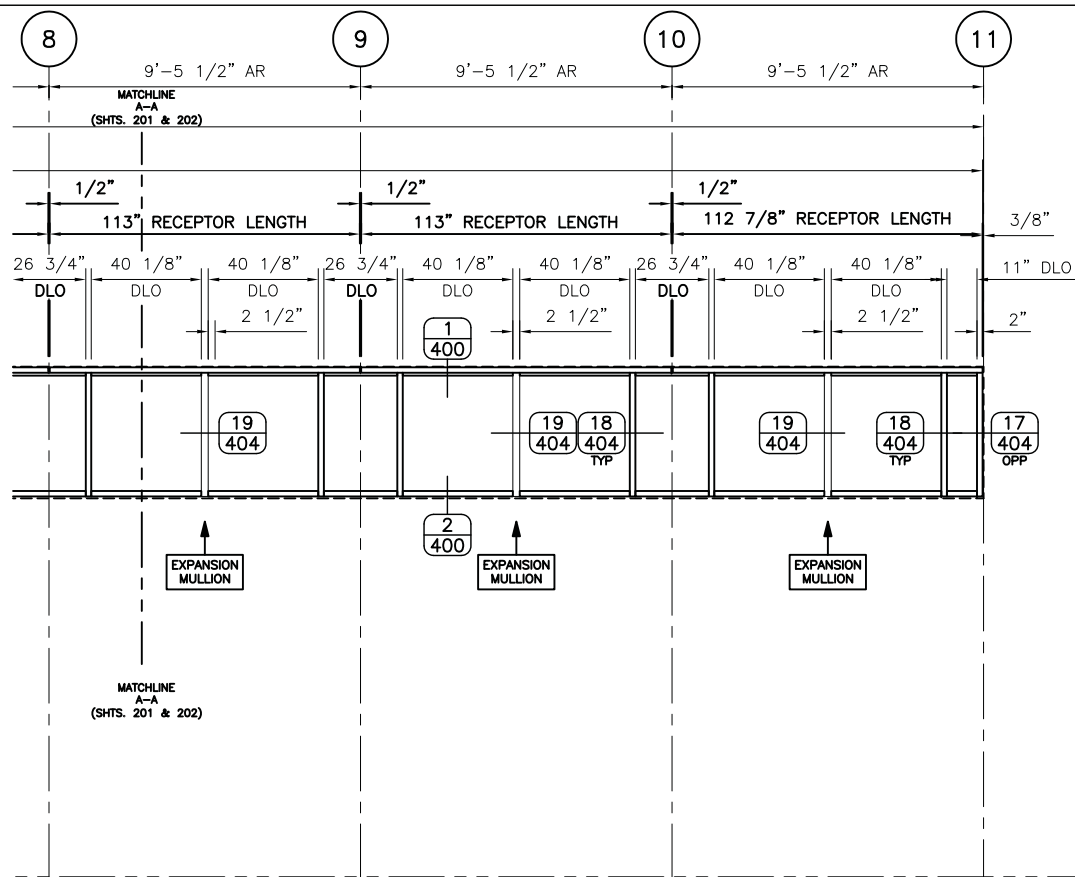 8 9 10 11
9'-5 1/2" AR 9'-5 1/2" AR 9'-5 1/2" AR
MATCHLINE
A-A
(SHTS. 201 & 202)
1/2" 1/2" 1/2"
113" RECEPTOR LENGTH 113" RECEPTOR LENGTH 112 7/8" RECEPTOR LENGTH 3/8"
26 3/4" 40 1/8" 40 1/8" 26 3/4" 40 1/8" 40 1/8" 26 3/4" 40 1/8" 40 1/8" 11" DLO
DLO DLO DLO DLO DLO DLO DLO DLO DLO
2 1/2" 2 1/2" 2 1/2" 2"
1
400
19 19 18 19 18 17
404 404 404 404 404 404
TYP TYP OPP
2
400
EXPANSION
MULLION
EXPANSION
MULLION
EXPANSION
MULLION
MATCHLINE
A-A
(SHTS. 201 & 202)